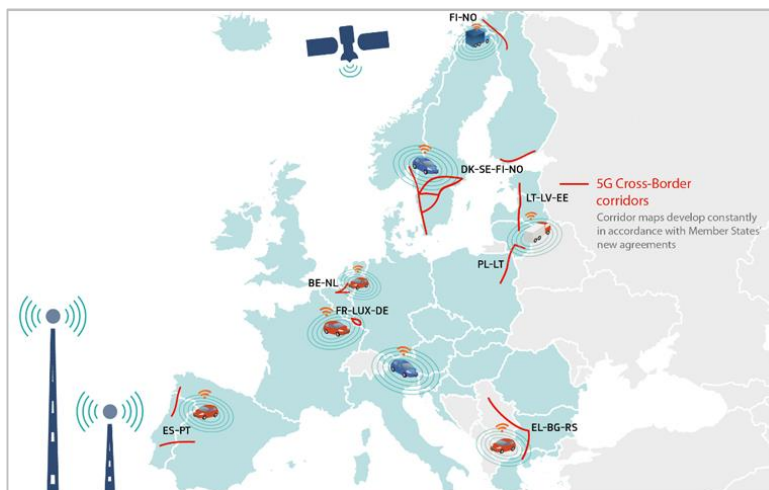 FI-NO
DK-SE-FI-NO
5G Cross-Border
corridors
LT-LV-EE
Corridor maps develop constantly
in accordance with Member States'
new agreements
PL-LT
BE-NL
FR-LUX-DE
ES-PT
EL-BG-RS